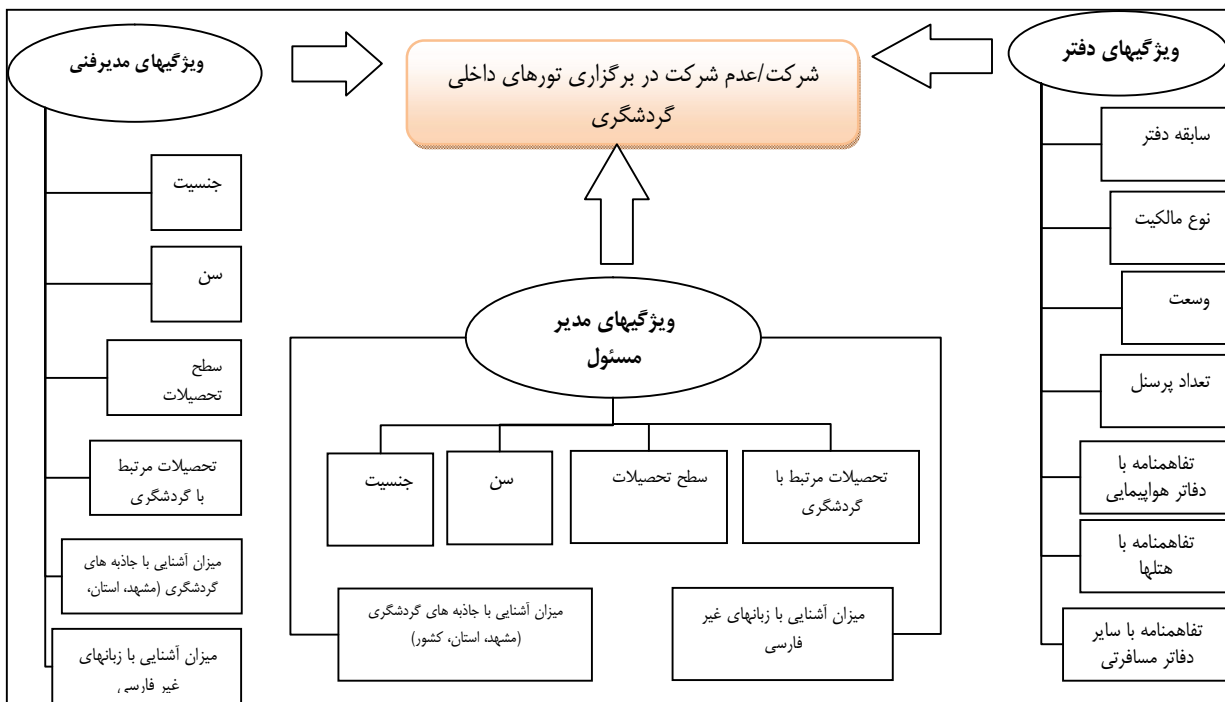 ویژگیهای دفتر
سابقه دفتر
نوع مالکیت
وسعت
تعداد پرسنل
تفاهمنامه با
دفاتر هواپیمایی
تفاهمنامه با
هتلها
تفاهمنامه با سایر
دفاتر مسافرتی
شرکت/عدم شرکت در برگزاری تورهای داخلی
گردشگری
ویژگیهای مدیر
مسئول
تحصیلات مرتبط با
گردشگری
سطح تحصیلات
سن
جنسیت
میزان آشنایی با زبانهای غیر
فارسی
میزان آشنایی با جاذبه های گردشگری
(مشهد، استان، کشور)
ویژگیهای مدیرفنی
جنسیت
سن
سطح
تحصیلات
تحصیلات مرتبط
با گردشگری
میزان آشنایی با جاذبه های
گردشگری (مشهد، استان،
میزان آشنایی با زبانهای
غیر فارسی